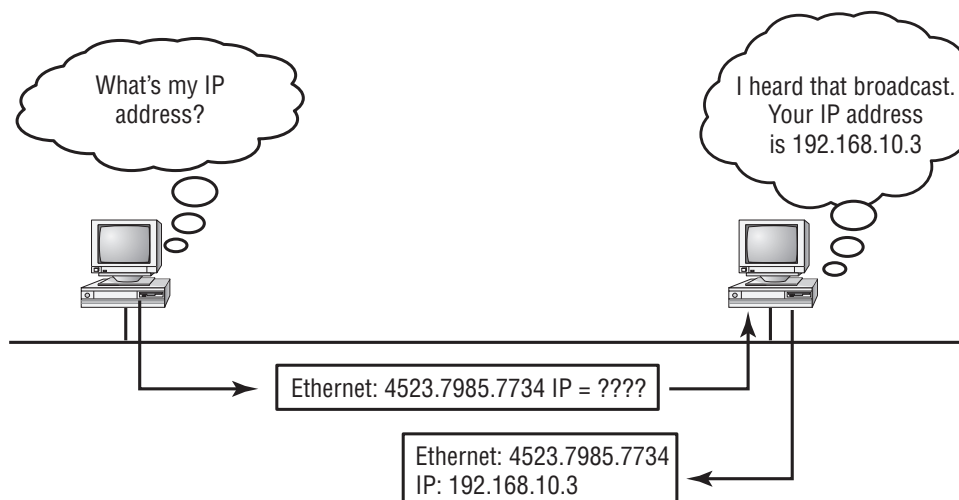 What's my IP
address?
I heard that broadcast.
Your IP address
is 192.168.10.3
Ethernet: 4523.7985.7734 IP = ????
Ethernet: 4523.7985.7734
IP: 192.168.10.3